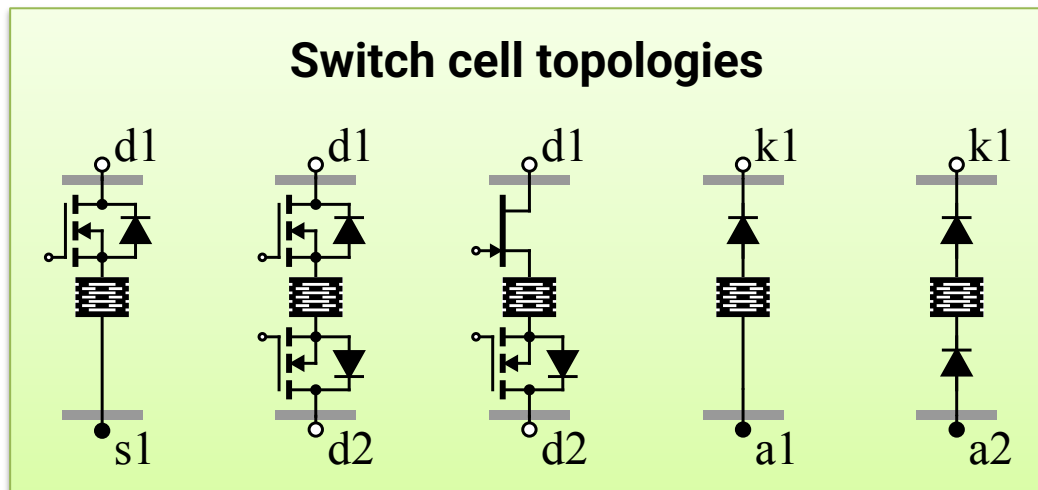 Switch cell topologies
d1 d1 d1 k1 k1
s1 d2 d2 a1 a2